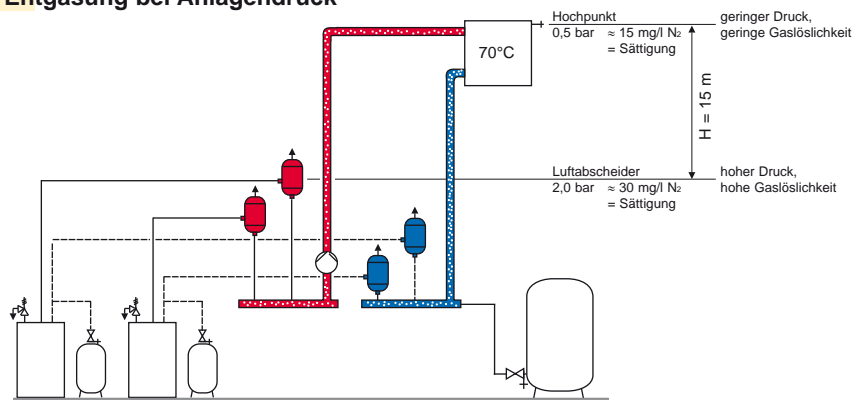 Entgasung bei Anlagendruck
Hochpunkt
0,5 bar ≈ 15 mg/l N₂
= Sättigung
geringer Druck,
geringe Gaslöslichkeit
70°C
H = 15 m
Luftabscheider
2,0 bar ≈ 30 mg/l N₂
= Sättigung
hoher Druck,
hohe Gaslöslichkeit